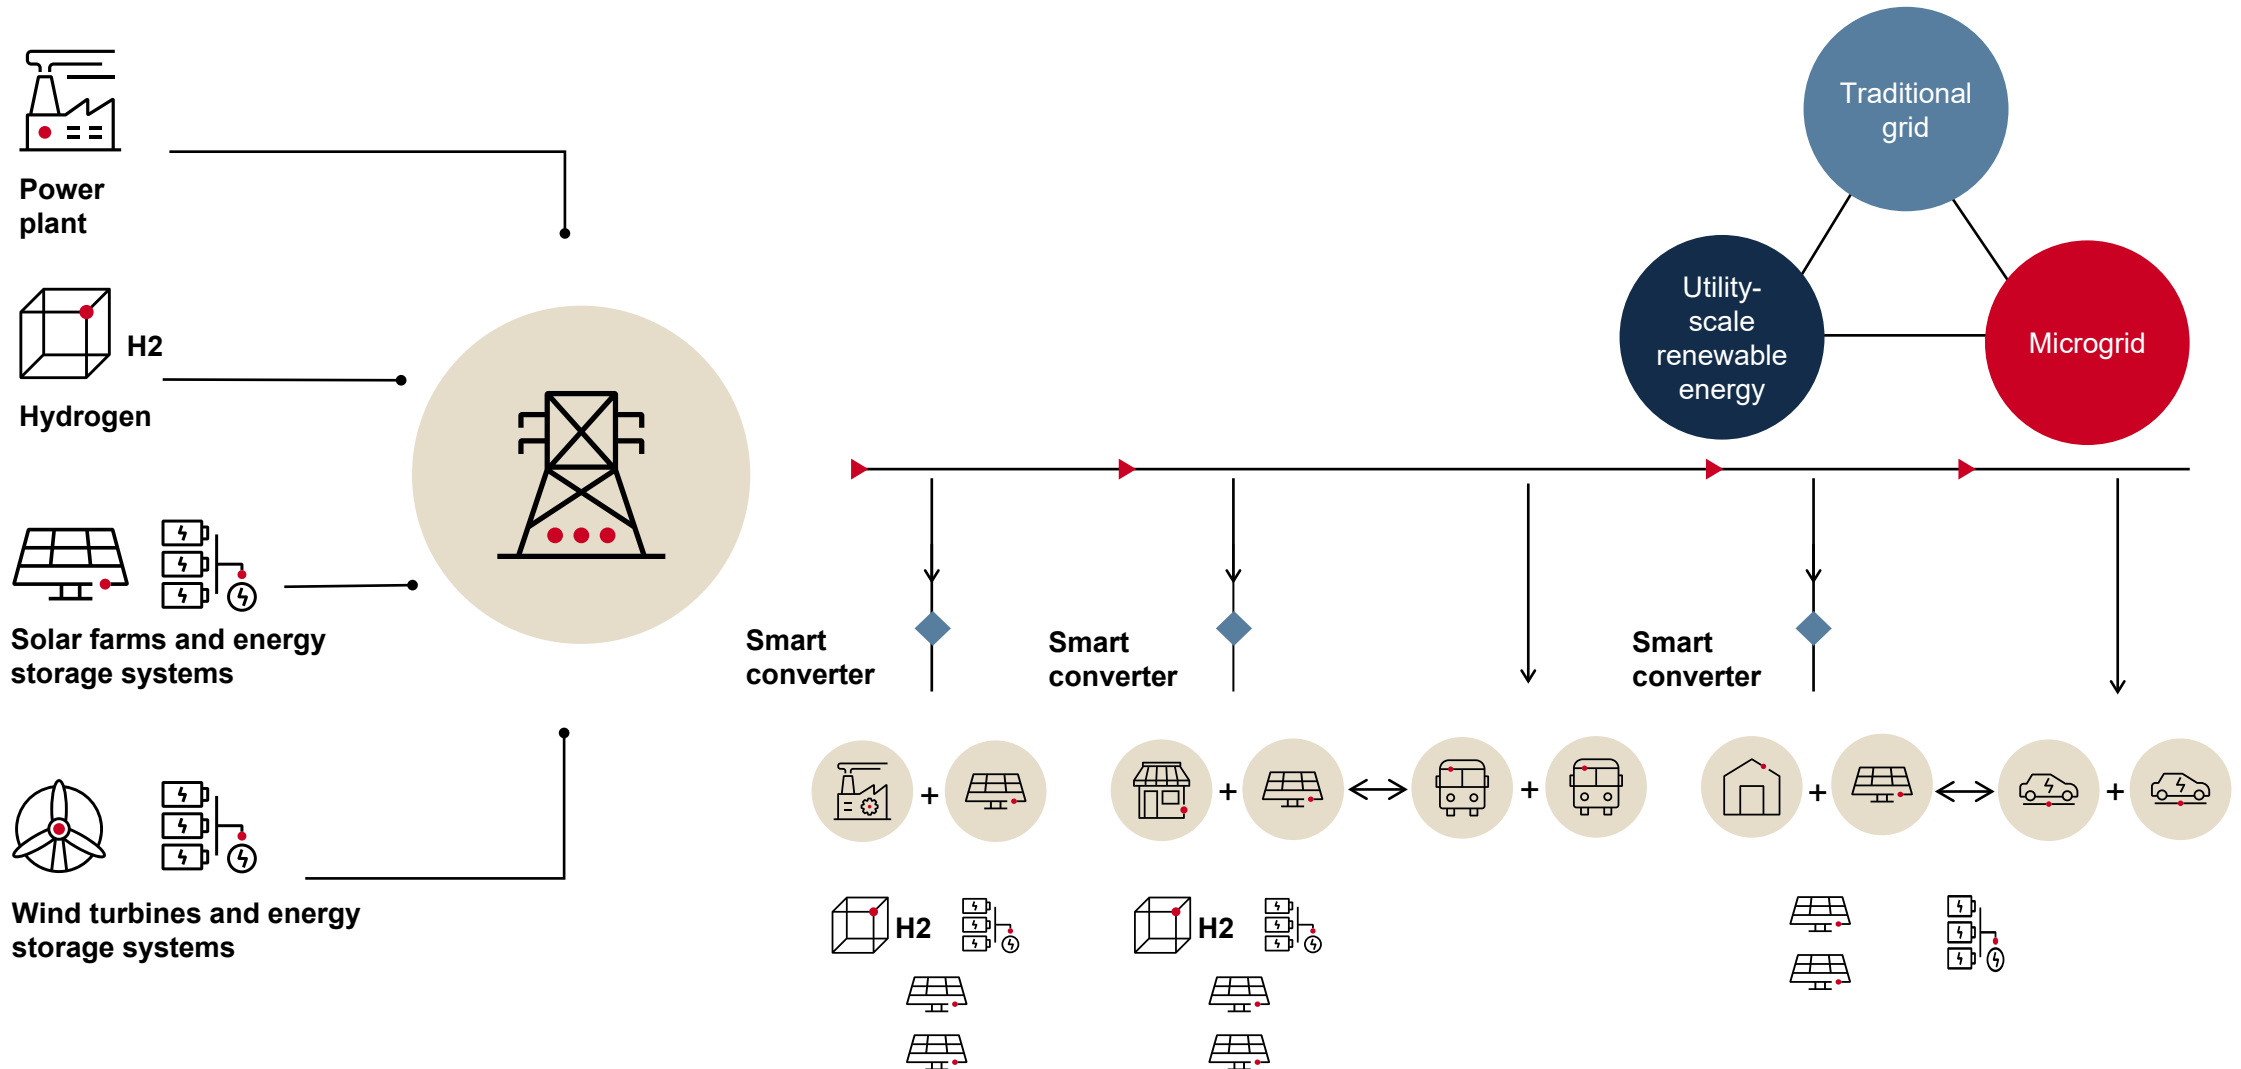 Power
plant
H2
Hydrogen
Solar farms and energy
storage systems
Wind turbines and energy
storage systems
Traditional
grid
Utility-
scale
renewable
energy
Microgrid
Smart
converter
Smart
converter
Smart
converter
+
+
+
+
+
H2
H2